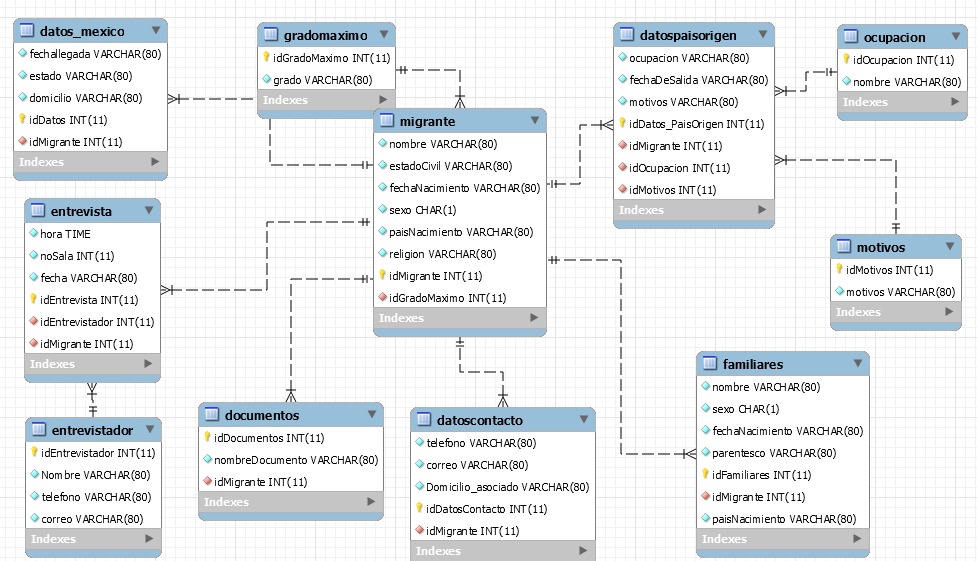 datos_mexico
fechallegada VARCHAR(80)
estado VARCHAR(80)
domicilio VARCHAR(80)
idDatos INT(11)
idMigrante INT(11)
Indexes
gradomaximo
idGradoMaximo INT(11)
grado VARCHAR(80)
Indexes
migrante
nombre VARCHAR(80)
estadoCivil VARCHAR(80)
fechaNacimiento VARCHAR(80)
sexo CHAR(1)
paisNacimiento VARCHAR(80)
religion VARCHAR(80)
idMigrante INT(11)
idGradoMaximo INT(11)
Indexes
datospaisorigen
ocupacion VARCHAR(80)
fechaDeSalida VARCHAR(80)
motivos VARCHAR(80)
idDatos_PaisOrigen INT(11)
idMigrante INT(11)
idOcupacion INT(11)
idMotivos INT(11)
Indexes
ocupacion
idOcupacion INT(11)
nombre VARCHAR(80)
Indexes
entrevista
hora TIME
noSala INT(11)
fecha VARCHAR(80)
idEntrevista INT(11)
idEntrevistador INT(11)
idMigrante INT(11)
Indexes
motivos
idMotivos INT(11)
motivos VARCHAR(80)
Indexes
entrevistador
idEntrevistador INT(11)
Nombre VARCHAR(80)
telefono VARCHAR(80)
correo VARCHAR(80)
Indexes
documentos
idDocumentos INT(11)
nombreDocumento VARCHAR(80)
idMigrante INT(11)
Indexes
datoscontacto
telefono VARCHAR(80)
correo VARCHAR(80)
Domicilio_asociado VARCHAR(80)
idDatosContacto INT(11)
idMigrante INT(11)
Indexes
familiares
nombre VARCHAR(80)
sexo CHAR(1)
fechaNacimiento VARCHAR(80)
parentesco VARCHAR(80)
idFamiliares INT(11)
idMigrante INT(11)
paisNacimiento VARCHAR(80)
Indexes